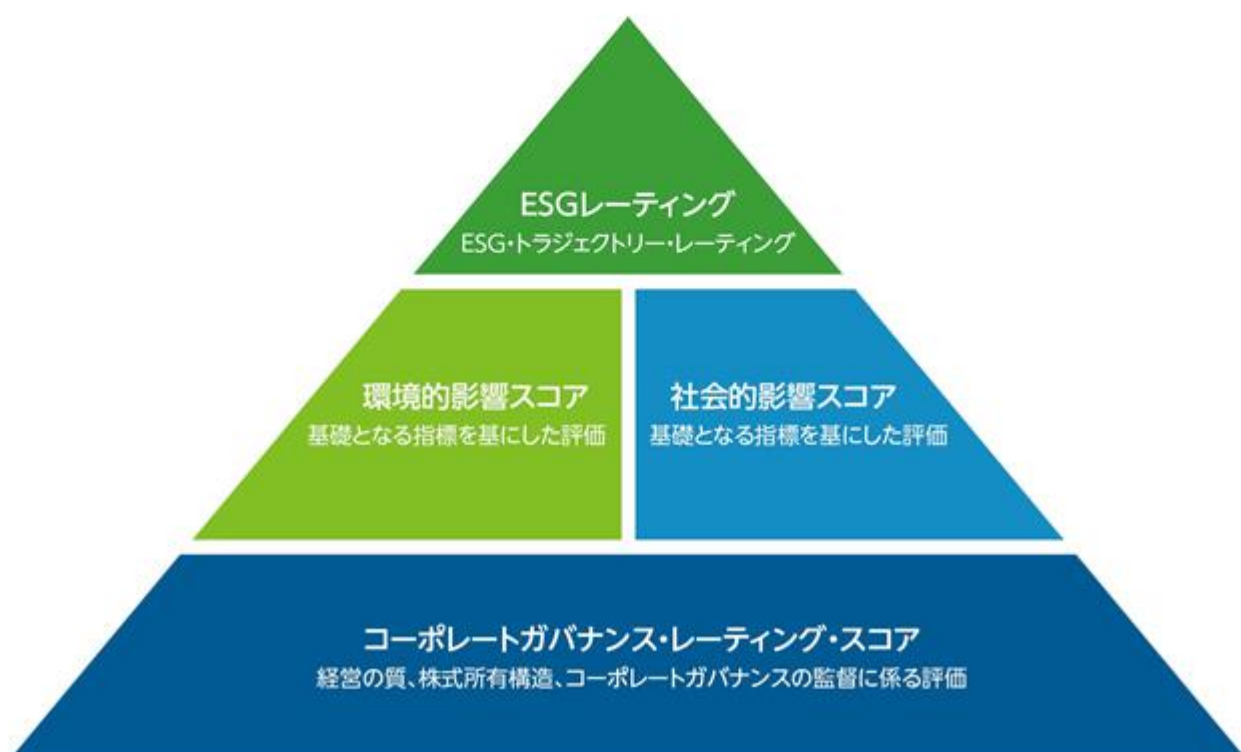 ESGレーティング
ESG・トラジェクトリー・レーティング
環境的影響スコア
基礎となる指標を基にした評価
社会的影響スコア
基礎となる指標を基にした評価
コーポレートガバナンス・レーティング・スコア
経営の質、株式所有構造、コーポレートガバナンスの監督に係る評価